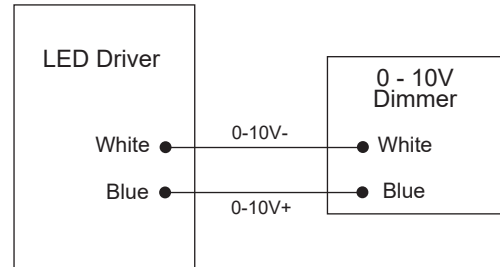 LED Driver
0 - 10V
Dimmer
White
0-10V-
White
Blue
0-10V+
Blue